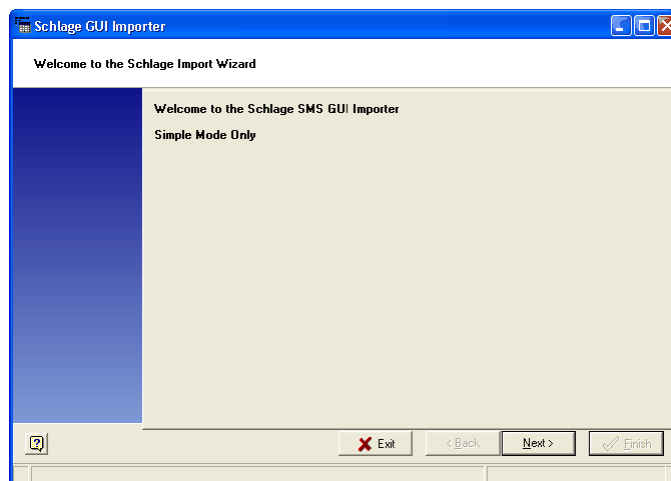 Schlage GUI Importer
Welcome to the Schlage Import Wizard
Welcome to the Schlage SMS GUI Importer
Simple Mode Only
Exit
< Back
Next >
Finish